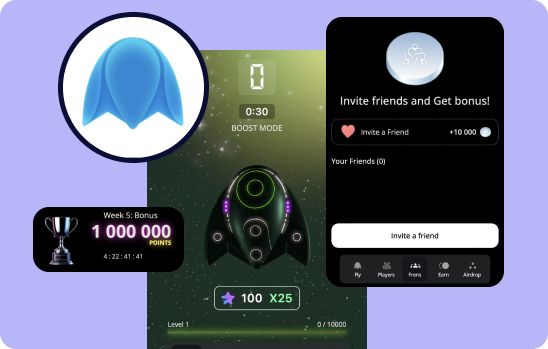 0
0:30
BOOST MODE
Week 5: Bonus
1 000 000
POINTS
4 : 22 : 41 : 41
100 X25
Level 1
0 / 10000
Invite friends and Get bonus!
Invite a Friend
+10 000
Your Friends (0)
Invite a friend
Fly
Players
Frens
Earn
Airdrop